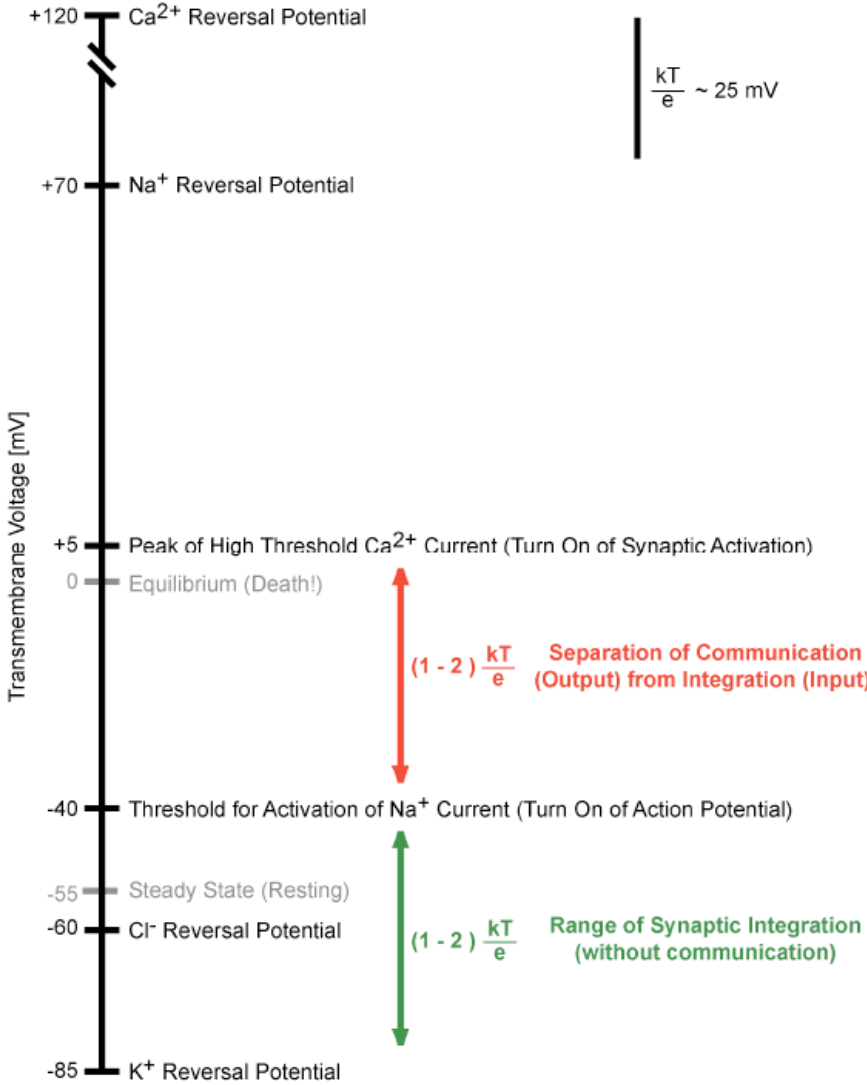 +120 Ca2+ Reversal Potential
kT
e ~ 25 mV
+70 Na+ Reversal Potential
Transmembrane Voltage [mV]
+5 Peak of High Threshold Ca2+ Current (Turn On of Synaptic Activation)
0 Equilibrium (Death!)
(1 - 2) kT
e
Separation of Communication
(Output) from Integration (Input)
-40 Threshold for Activation of Na+ Current (Turn On of Action Potential)
-55 Steady State (Resting)
-60 Cl- Reversal Potential
(1 - 2) kT
e
Range of Synaptic Integration
(without communication)
-85 K+ Reversal Potential